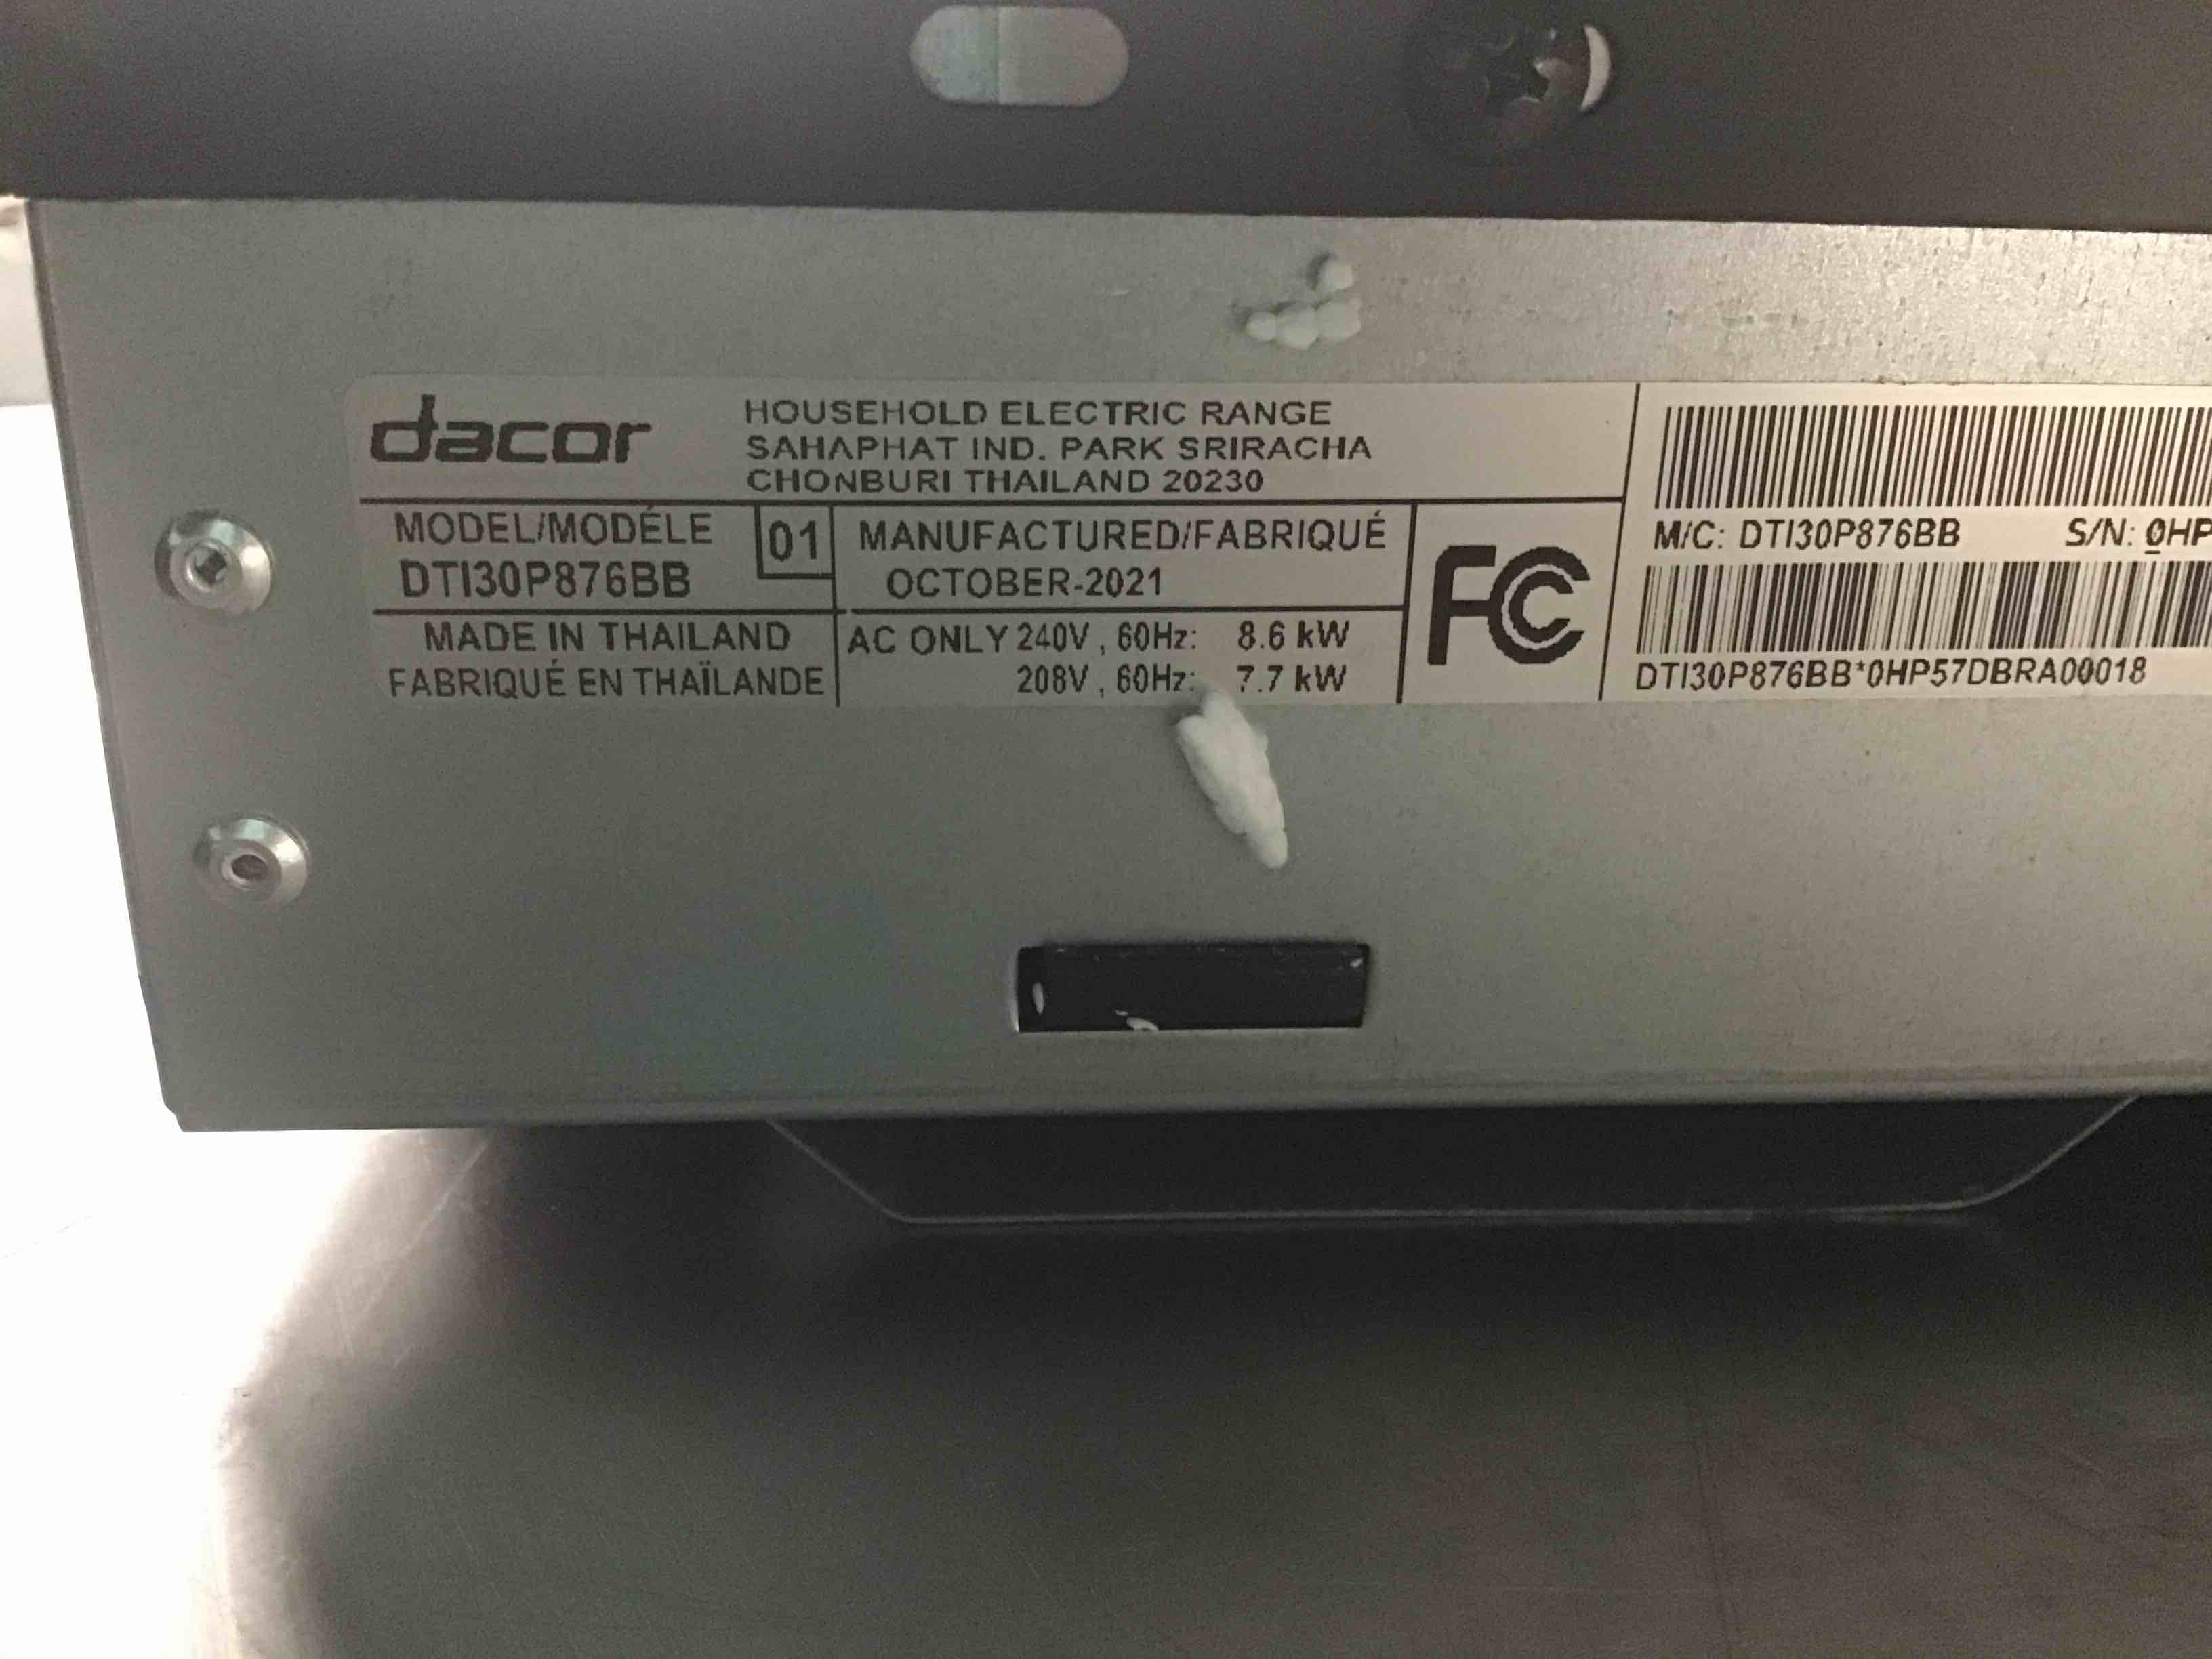 dacor
HOUSEHOLD ELECTRIC RANGE
SAHAPHAT IND. PARK SRIRACHA
CHONBURI THAILAND 20230
MODEL/MODÉLE
DTI30P876BB
01
MANUFACTURED/FABRIQUÉ
OCTOBER-2021
MADE IN THAILAND
FABRIQUÉ EN THAÏLANDE
AC ONLY 240V , 60Hz: 8.6 kW
208V , 60Hz: 7.7 kW
FC
M/C: DTI30P876BB S/N: 0HP
DTI30P876BB*0HP57DBRA00018